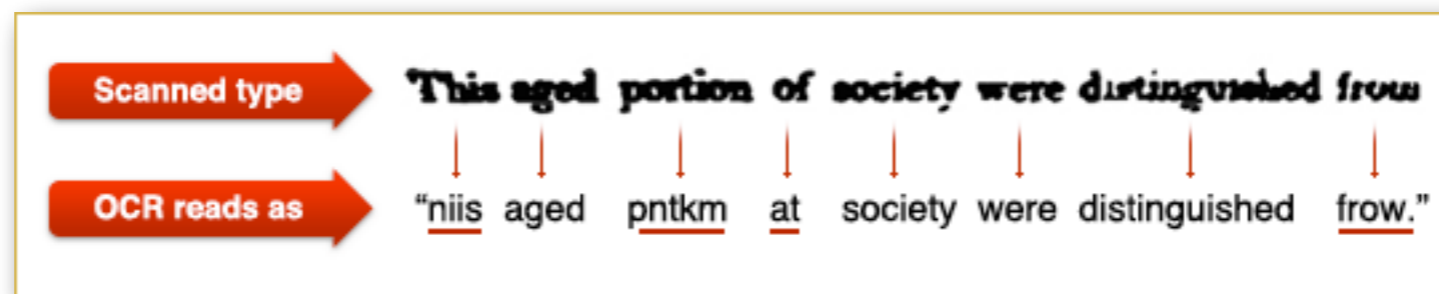 Scanned type This aged portion of society were distinguished from
OCR reads as "niis aged pntkm at society were distinguished frow."